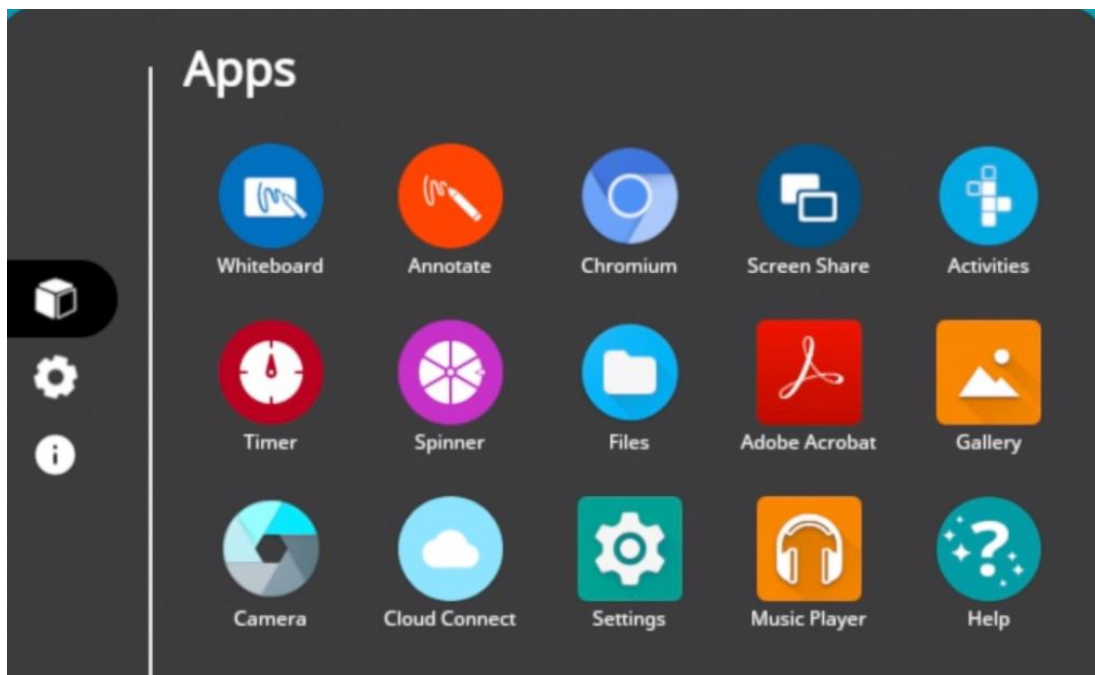 Apps
Whiteboard
Annotate
Chromium
Screen Share
Activities
Timer
Spinner
Files
Adobe Acrobat
Gallery
Camera
Cloud Connect
Settings
Music Player
Help